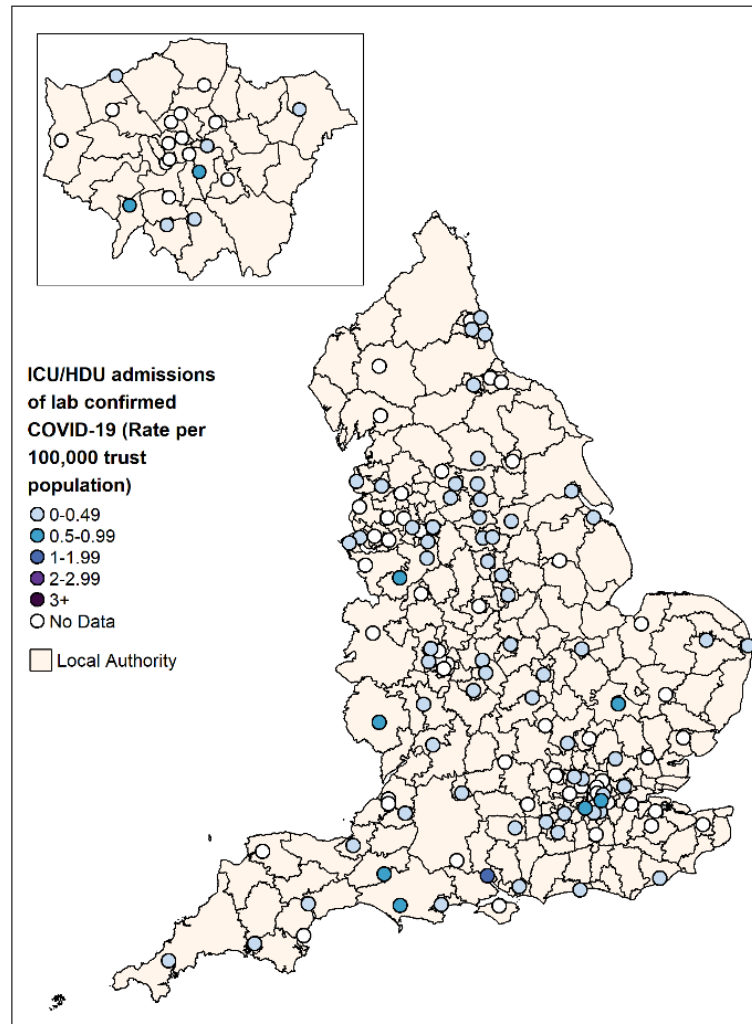 ICU/HDU admissions
of lab confirmed
COVID-19 (Rate per
100,000 trust
population)
0-0.49
0.5-0.99
1-1.99
2-2.99
3+
No Data
Local Authority